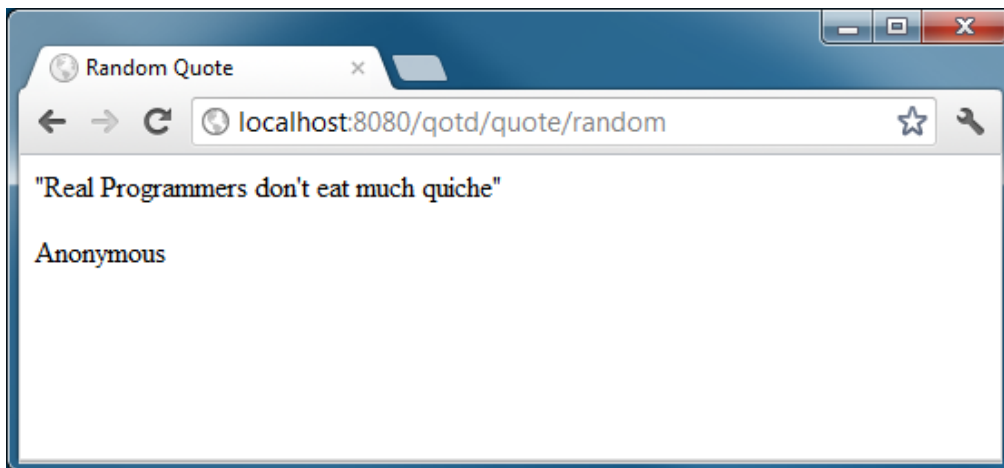 Random Quote
localhost:8080/qotd/quote/random
"Real Programmers don't eat much quiche"
Anonymous